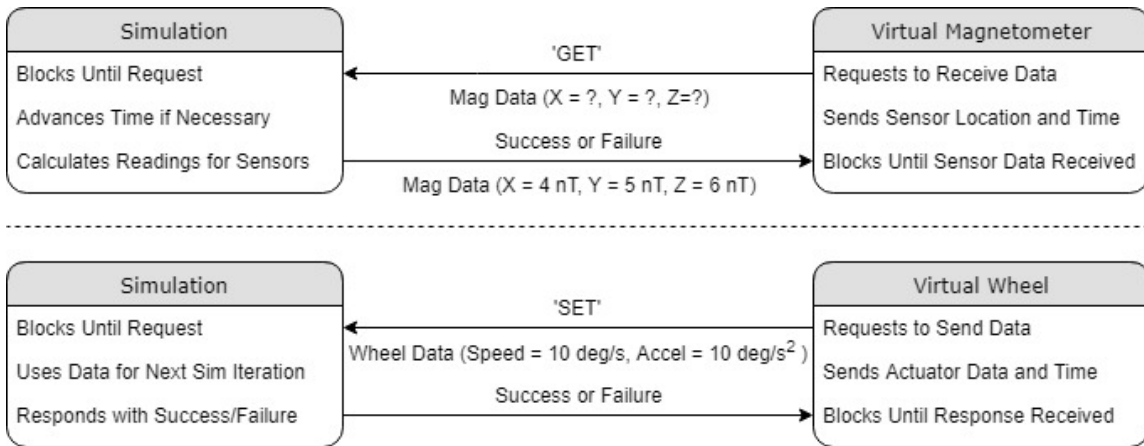 Simulation
Blocks Until Request
Advances Time if Necessary
Calculates Readings for Sensors
'GET'
Mag Data (X = ?, Y = ?, Z=?)
Success or Failure
Mag Data (X = 4 nT, Y = 5 nT, Z = 6 nT)
Virtual Magnetometer
Requests to Receive Data
Sends Sensor Location and Time
Blocks Until Sensor Data Received
Simulation
Blocks Until Request
Uses Data for Next Sim Iteration
Responds with Success/Failure
'SET'
Wheel Data (Speed = 10 deg/s, Accel = 10 deg/s² )
Success or Failure
Virtual Wheel
Requests to Send Data
Sends Actuator Data and Time
Blocks Until Response Received